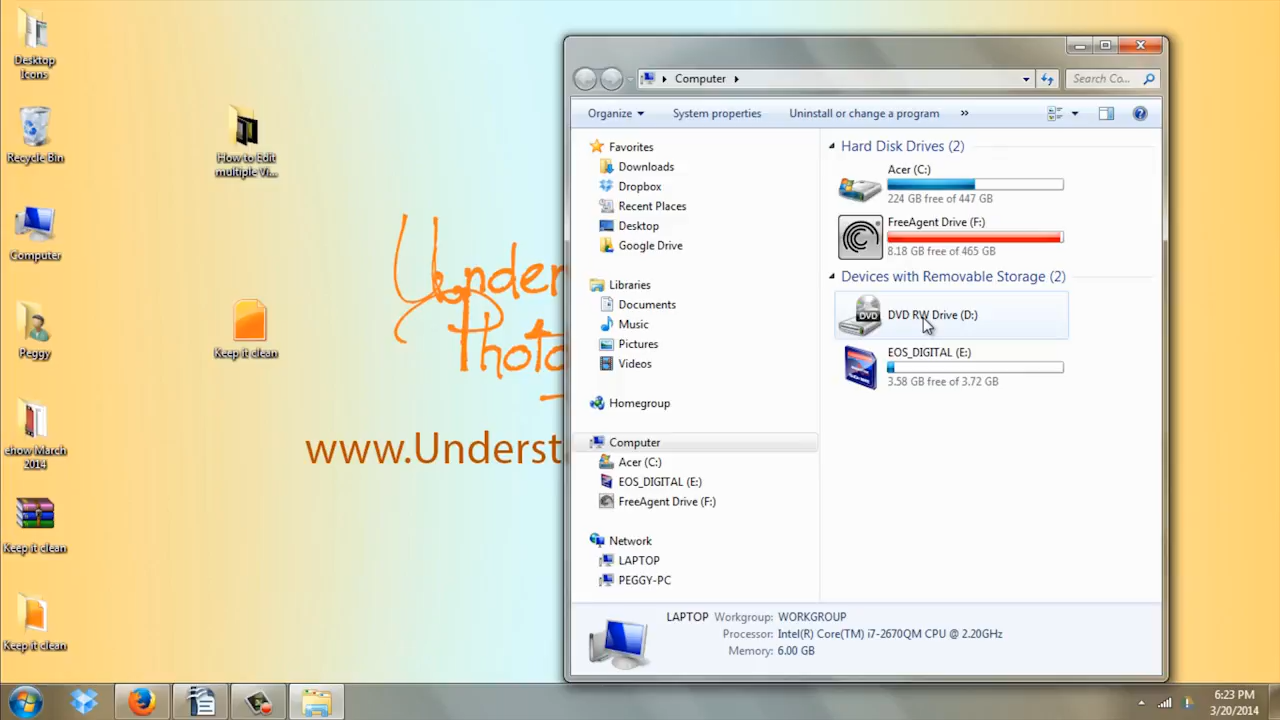 Desktop
Icons
Recycle Bin
Computer
Peggy
ehow March
2014
Keep it clean
Keep it clean
How to Edit
multiple Vi...
Keep it clean
Under
Photo
www.Underst
Computer
Search Co...
Organize
System properties
Uninstall or change a program
»
Favorites
Downloads
Dropbox
Recent Places
Desktop
Google Drive
Libraries
Documents
Music
Pictures
Videos
Homegroup
Computer
Acer (C:)
EOS_DIGITAL (E:)
FreeAgent Drive (F:)
Network
LAPTOP
PEGGY-PC
Hard Disk Drives (2)
Acer (C:)
224 GB free of 447 GB
FreeAgent Drive (F:)
8.18 GB free of 465 GB
Devices with Removable Storage (2)
DVD
DVD RW Drive (D:)
EOS_DIGITAL (E:)
3.58 GB free of 3.72 GB
LAPTOP Workgroup: WORKGROUP
Processor: Intel(R) Core(TM) i7-2670QM CPU @ 2.20GHz
Memory: 6.00 GB
6:23 PM
3/20/2014